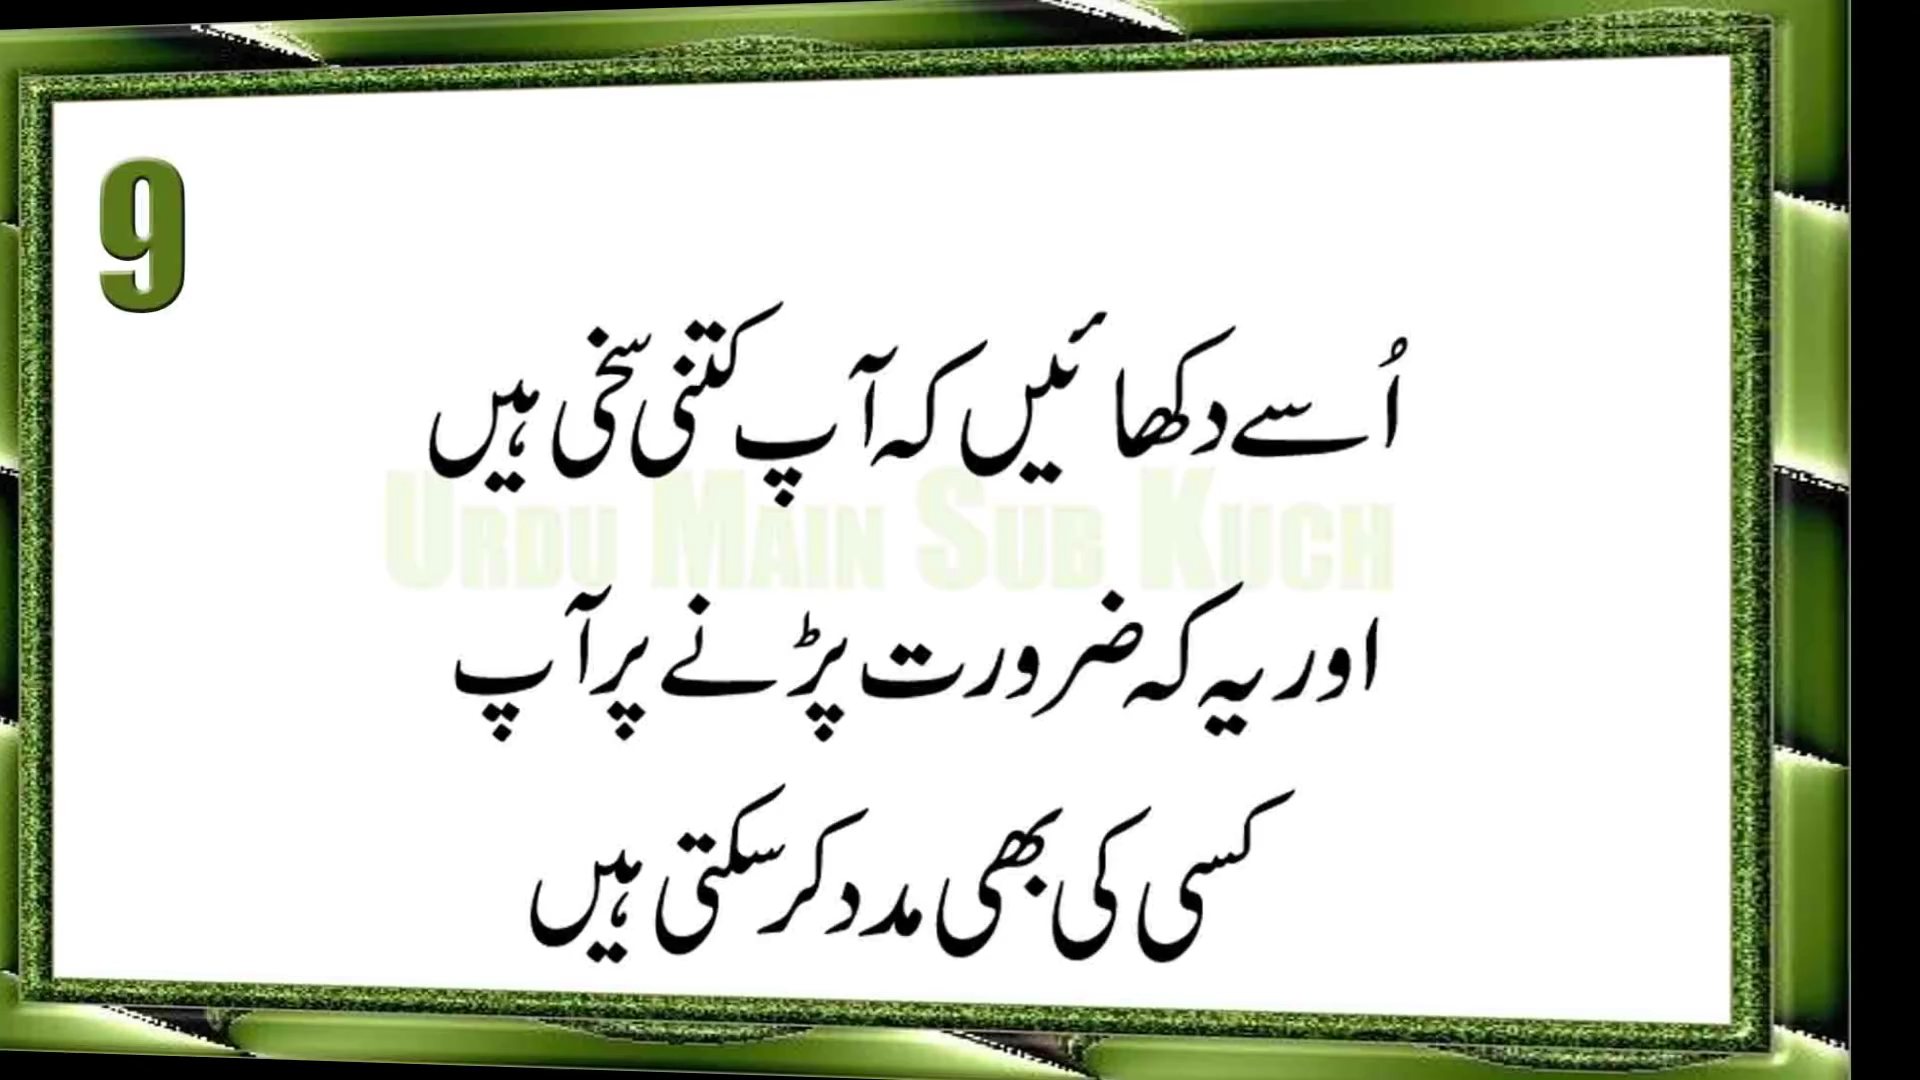 9
اُسے دکھائیں کہ آپ کتنی سخی ہیں
URDU MAIN SUB KUCH
اور یہ کہ ضرورت پڑنے پر آپ
کسی کی بھی مدد کر سکتی ہیں